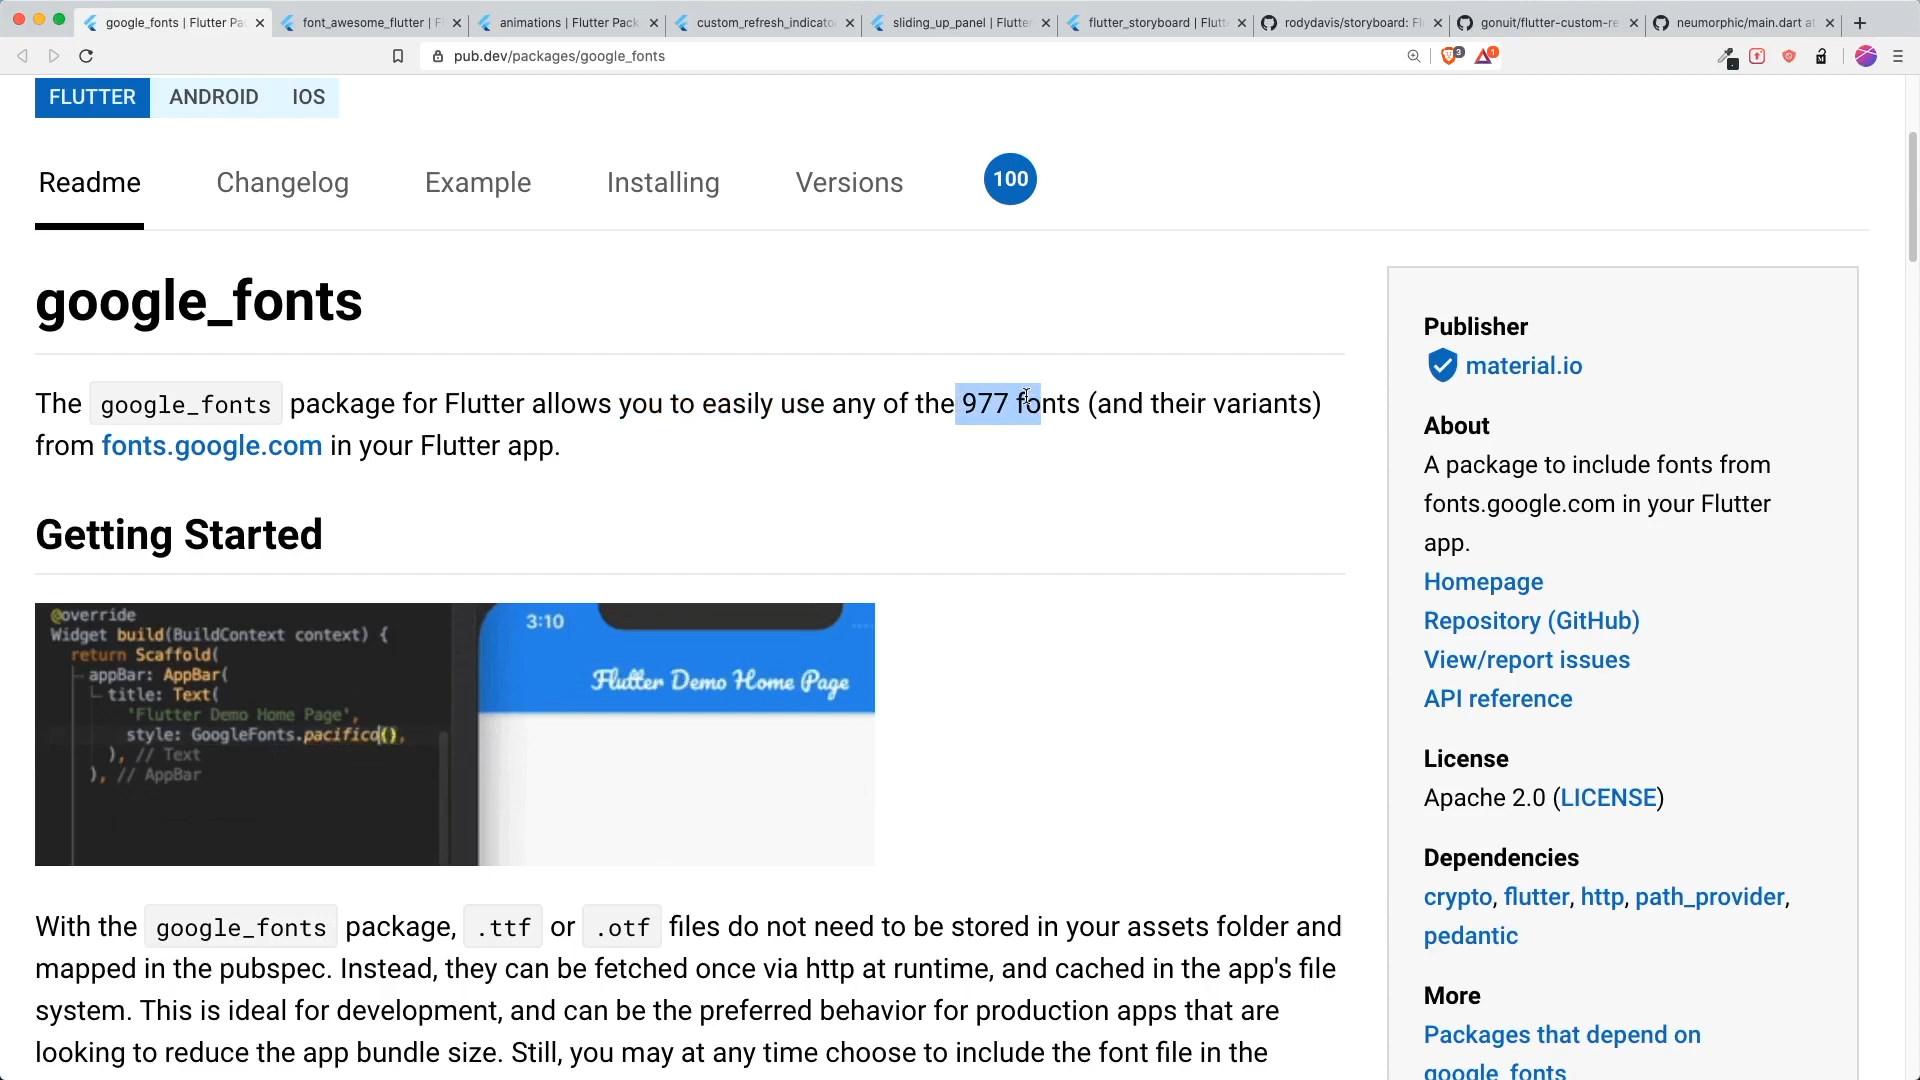 google_fonts | Flutter Pa
font_awesome_flutter | F
animations | Flutter Pack
custom_refresh_indicato
sliding_up_panel | Flutter
flutter_storyboard | Flutt
rodydavis/storyboard: Fl
gonuit/flutter-custom-re
neumorphic/main.dart at
pub.dev/packages/google_fonts
3
1
FLUTTER ANDROID IOS
Readme Changelog Example Installing Versions 100
google_fonts
The google_fonts package for Flutter allows you to easily use any of the 977 fonts (and their variants)
from fonts.google.com in your Flutter app.
Getting Started
@override
Widget build(BuildContext context) {
return Scaffold(
appBar: AppBar(
title: Text(
'Flutter Demo Home Page',
style: GoogleFonts.pacifico(),
), // Text
), // AppBar
3:10
Flutter Demo Home Page
With the google_fonts package, .ttf or .otf files do not need to be stored in your assets folder and
mapped in the pubspec. Instead, they can be fetched once via http at runtime, and cached in the app's file
system. This is ideal for development, and can be the preferred behavior for production apps that are
looking to reduce the app bundle size. Still, you may at any time choose to include the font file in the
Publisher
material.io
About
A package to include fonts from
fonts.google.com in your Flutter
app.
Homepage
Repository (GitHub)
View/report issues
API reference
License
Apache 2.0 (LICENSE)
Dependencies
crypto, flutter, http, path_provider,
pedantic
More
Packages that depend on
google_fonts